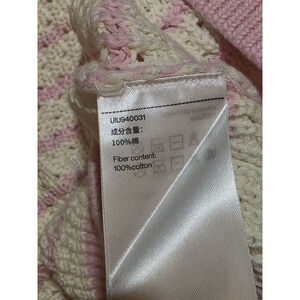 UIU940031
成分含量:
100%棉
Fiber content:
100%cotton